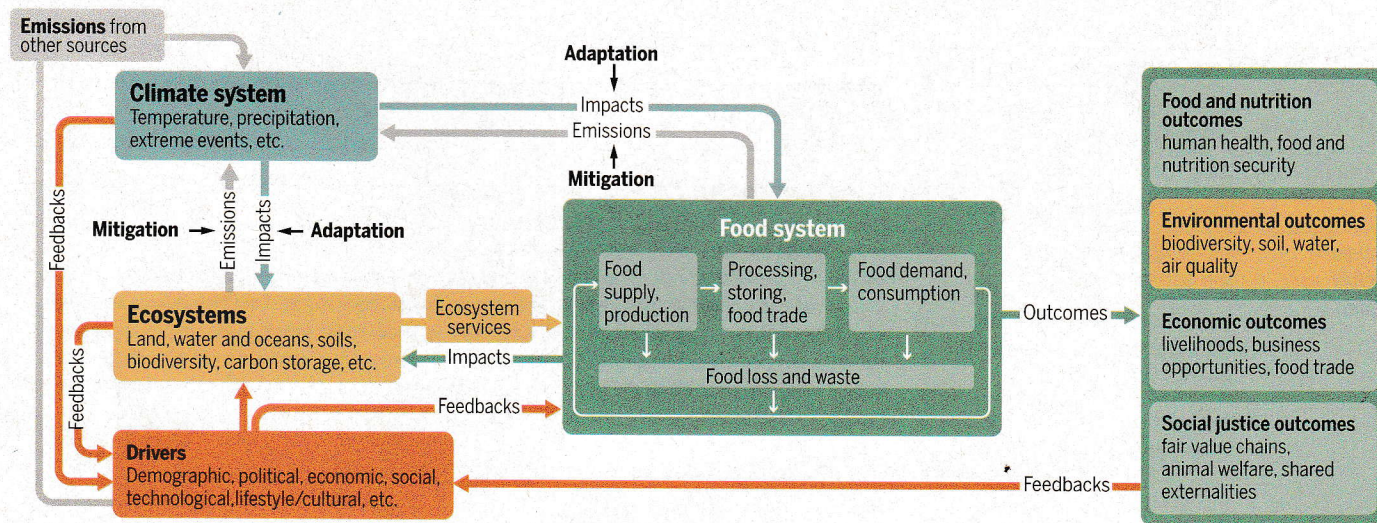 Emissions from
other sources
Climate system
Temperature, precipitation,
extreme events, etc.
Adaptation
Impacts
Emissions
Mitigation
Feedbacks
Mitigation
Emissions
Impacts
Adaptation
Ecosystems
Land, water and oceans, soils,
biodiversity, carbon storage, etc.
Ecosystem
services
Impacts
Feedbacks
Feedbacks
Drivers
Demographic, political, economic, social,
technological,lifestyle/cultural, etc.
Food system
Food
supply,
production
Processing,
storing,
food trade
Food demand,
consumption
Food loss and waste
Outcomes
Feedbacks
Food and nutrition
outcomes
human health, food and
nutrition security
Environmental outcomes
biodiversity, soil, water,
air quality
Economic outcomes
livelihoods, business
opportunities, food trade
Social justice outcomes
fair value chains,
animal welfare, shared
externalities